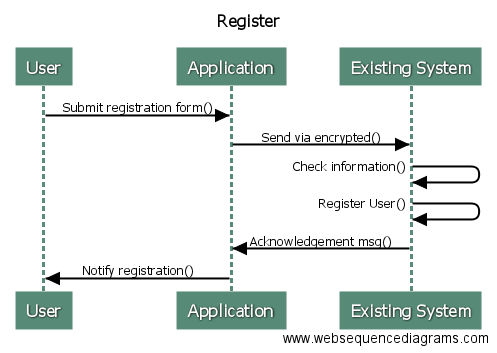 Register
User Application Existing System
Submit registration form()
Send via encrypted()
Check information()
Register User()
Acknowledgement msg()
Notify registration()
User Application Existing System
www.websequencediagrams.com